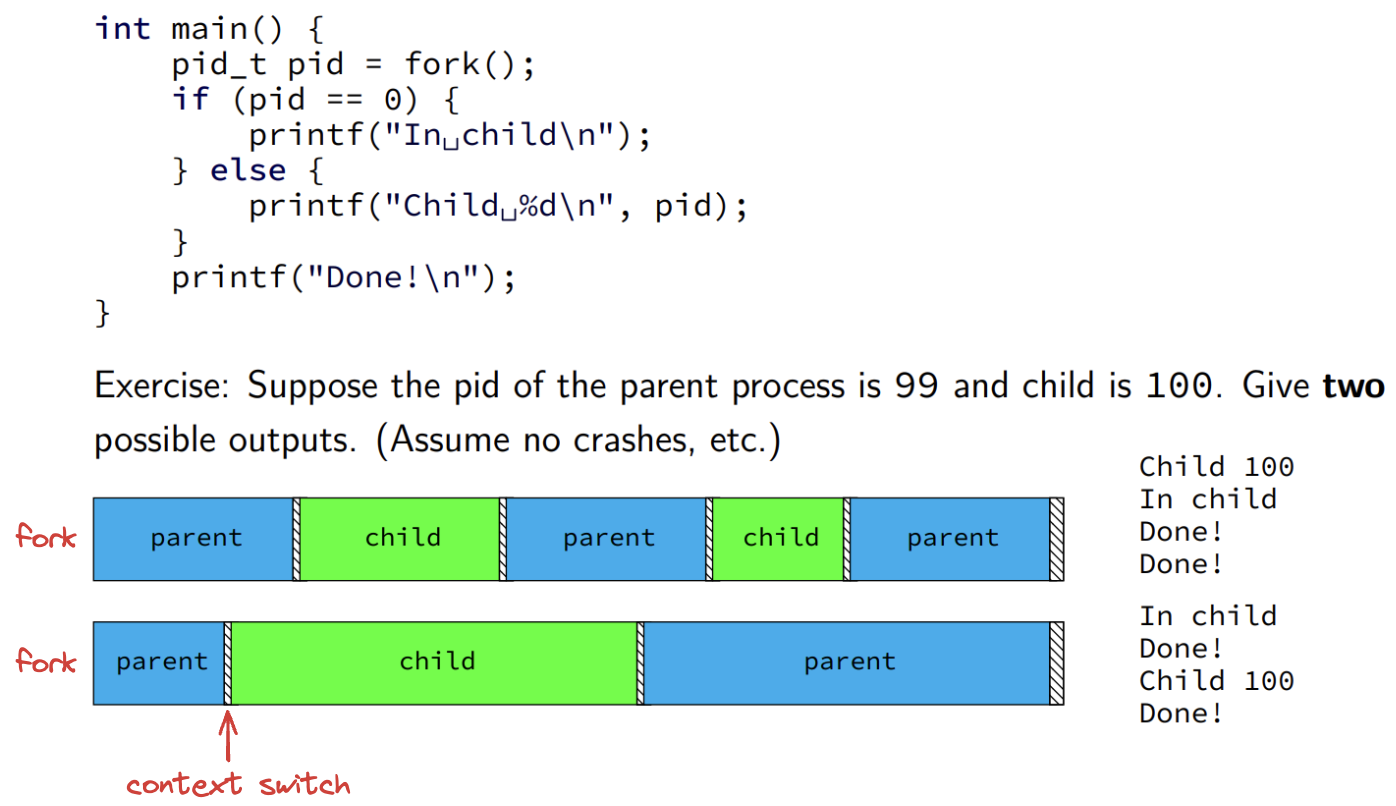 int main() {
    pid_t pid = fork();
    if (pid == 0) {
        printf("In␣child\n");
    } else {
        printf("Child␣%d\n", pid);
    }
    printf("Done!\n");
}
Exercise: Suppose the pid of the parent process is 99 and child is 100. Give two
possible outputs. (Assume no crashes, etc.)
fork parent child parent child parent
Child 100
In child
Done!
Done!
fork parent child parent
In child
Done!
Child 100
Done!
context switch